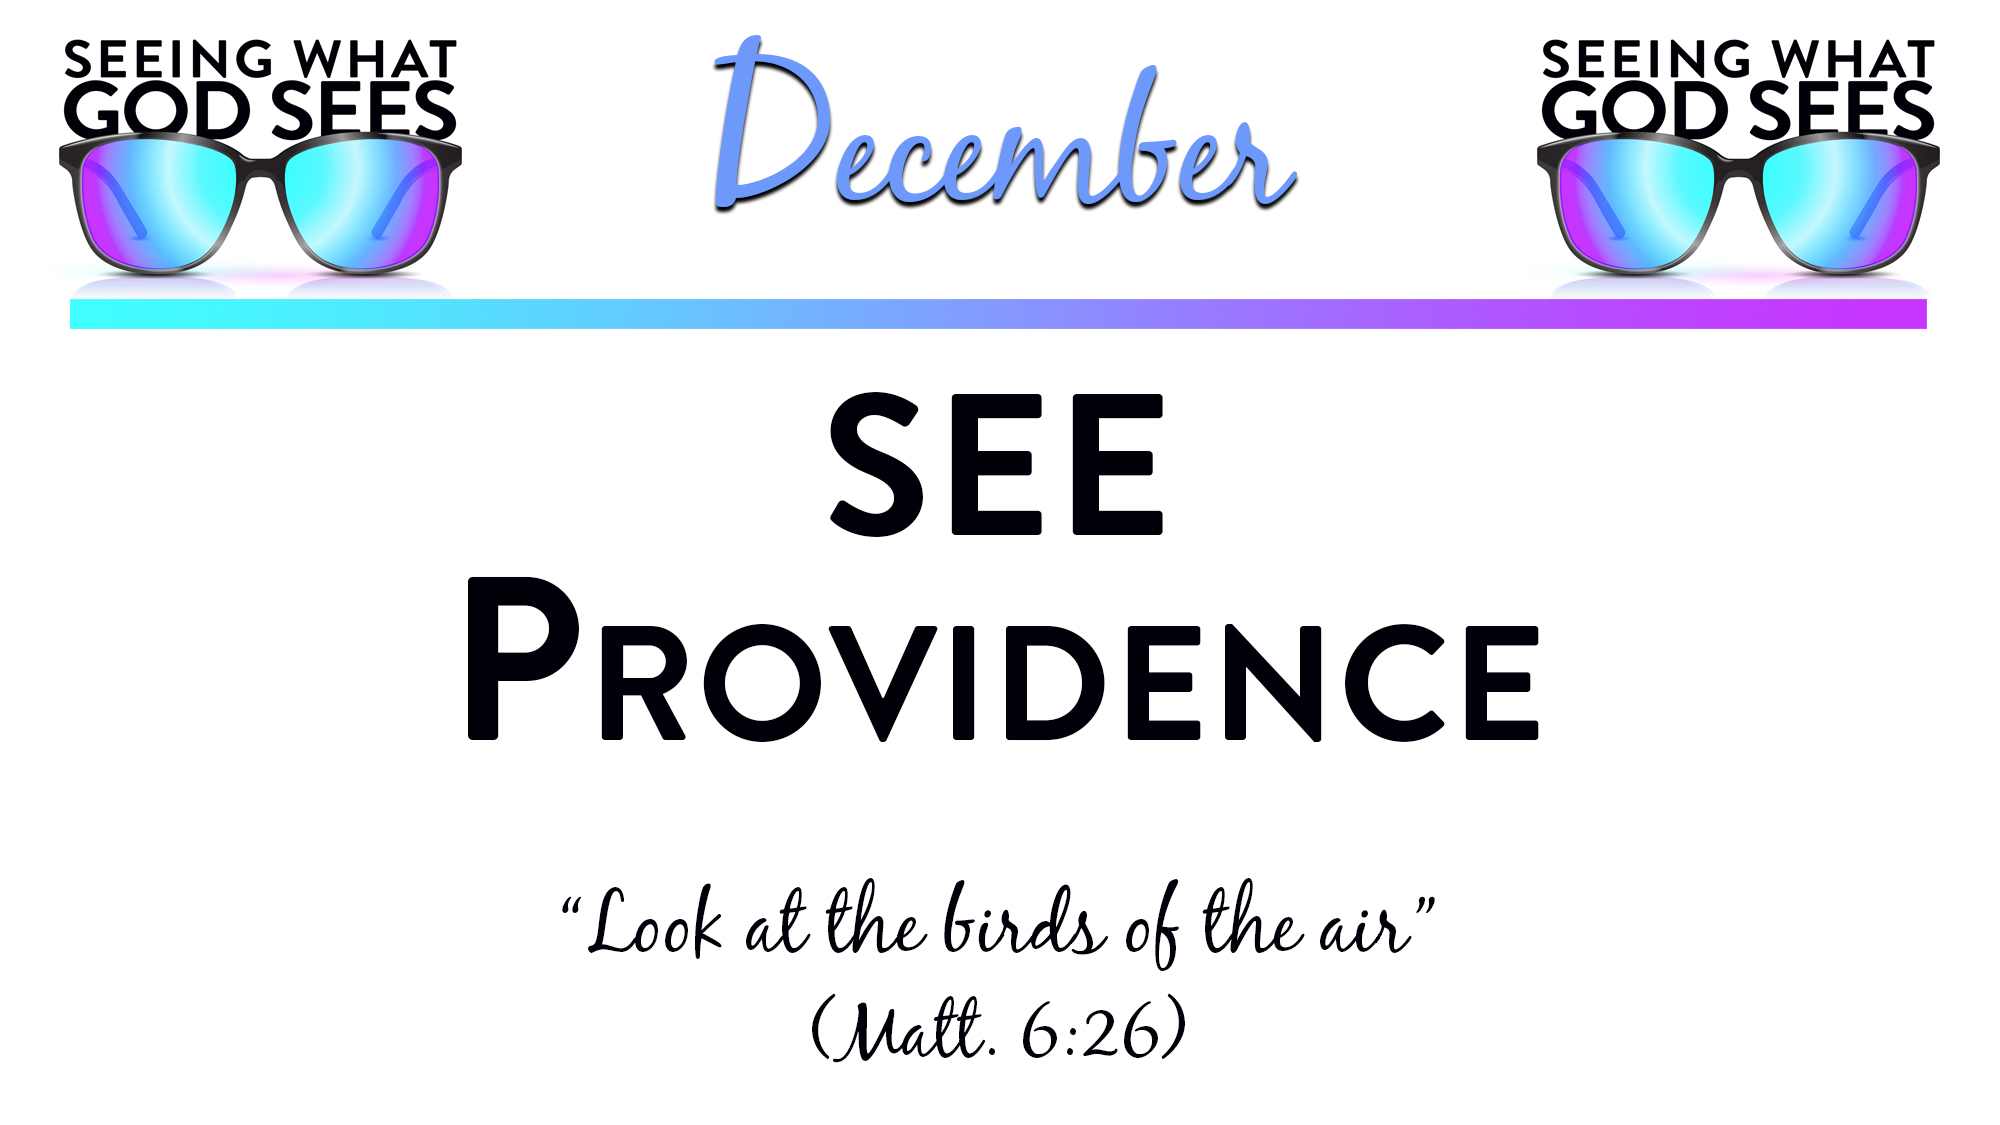 SEEING WHAT
GOD SEES
December
SEEING WHAT
GOD SEES
SEE
PROVIDENCE
“Look at the birds of the air”
(Matt. 6:26)